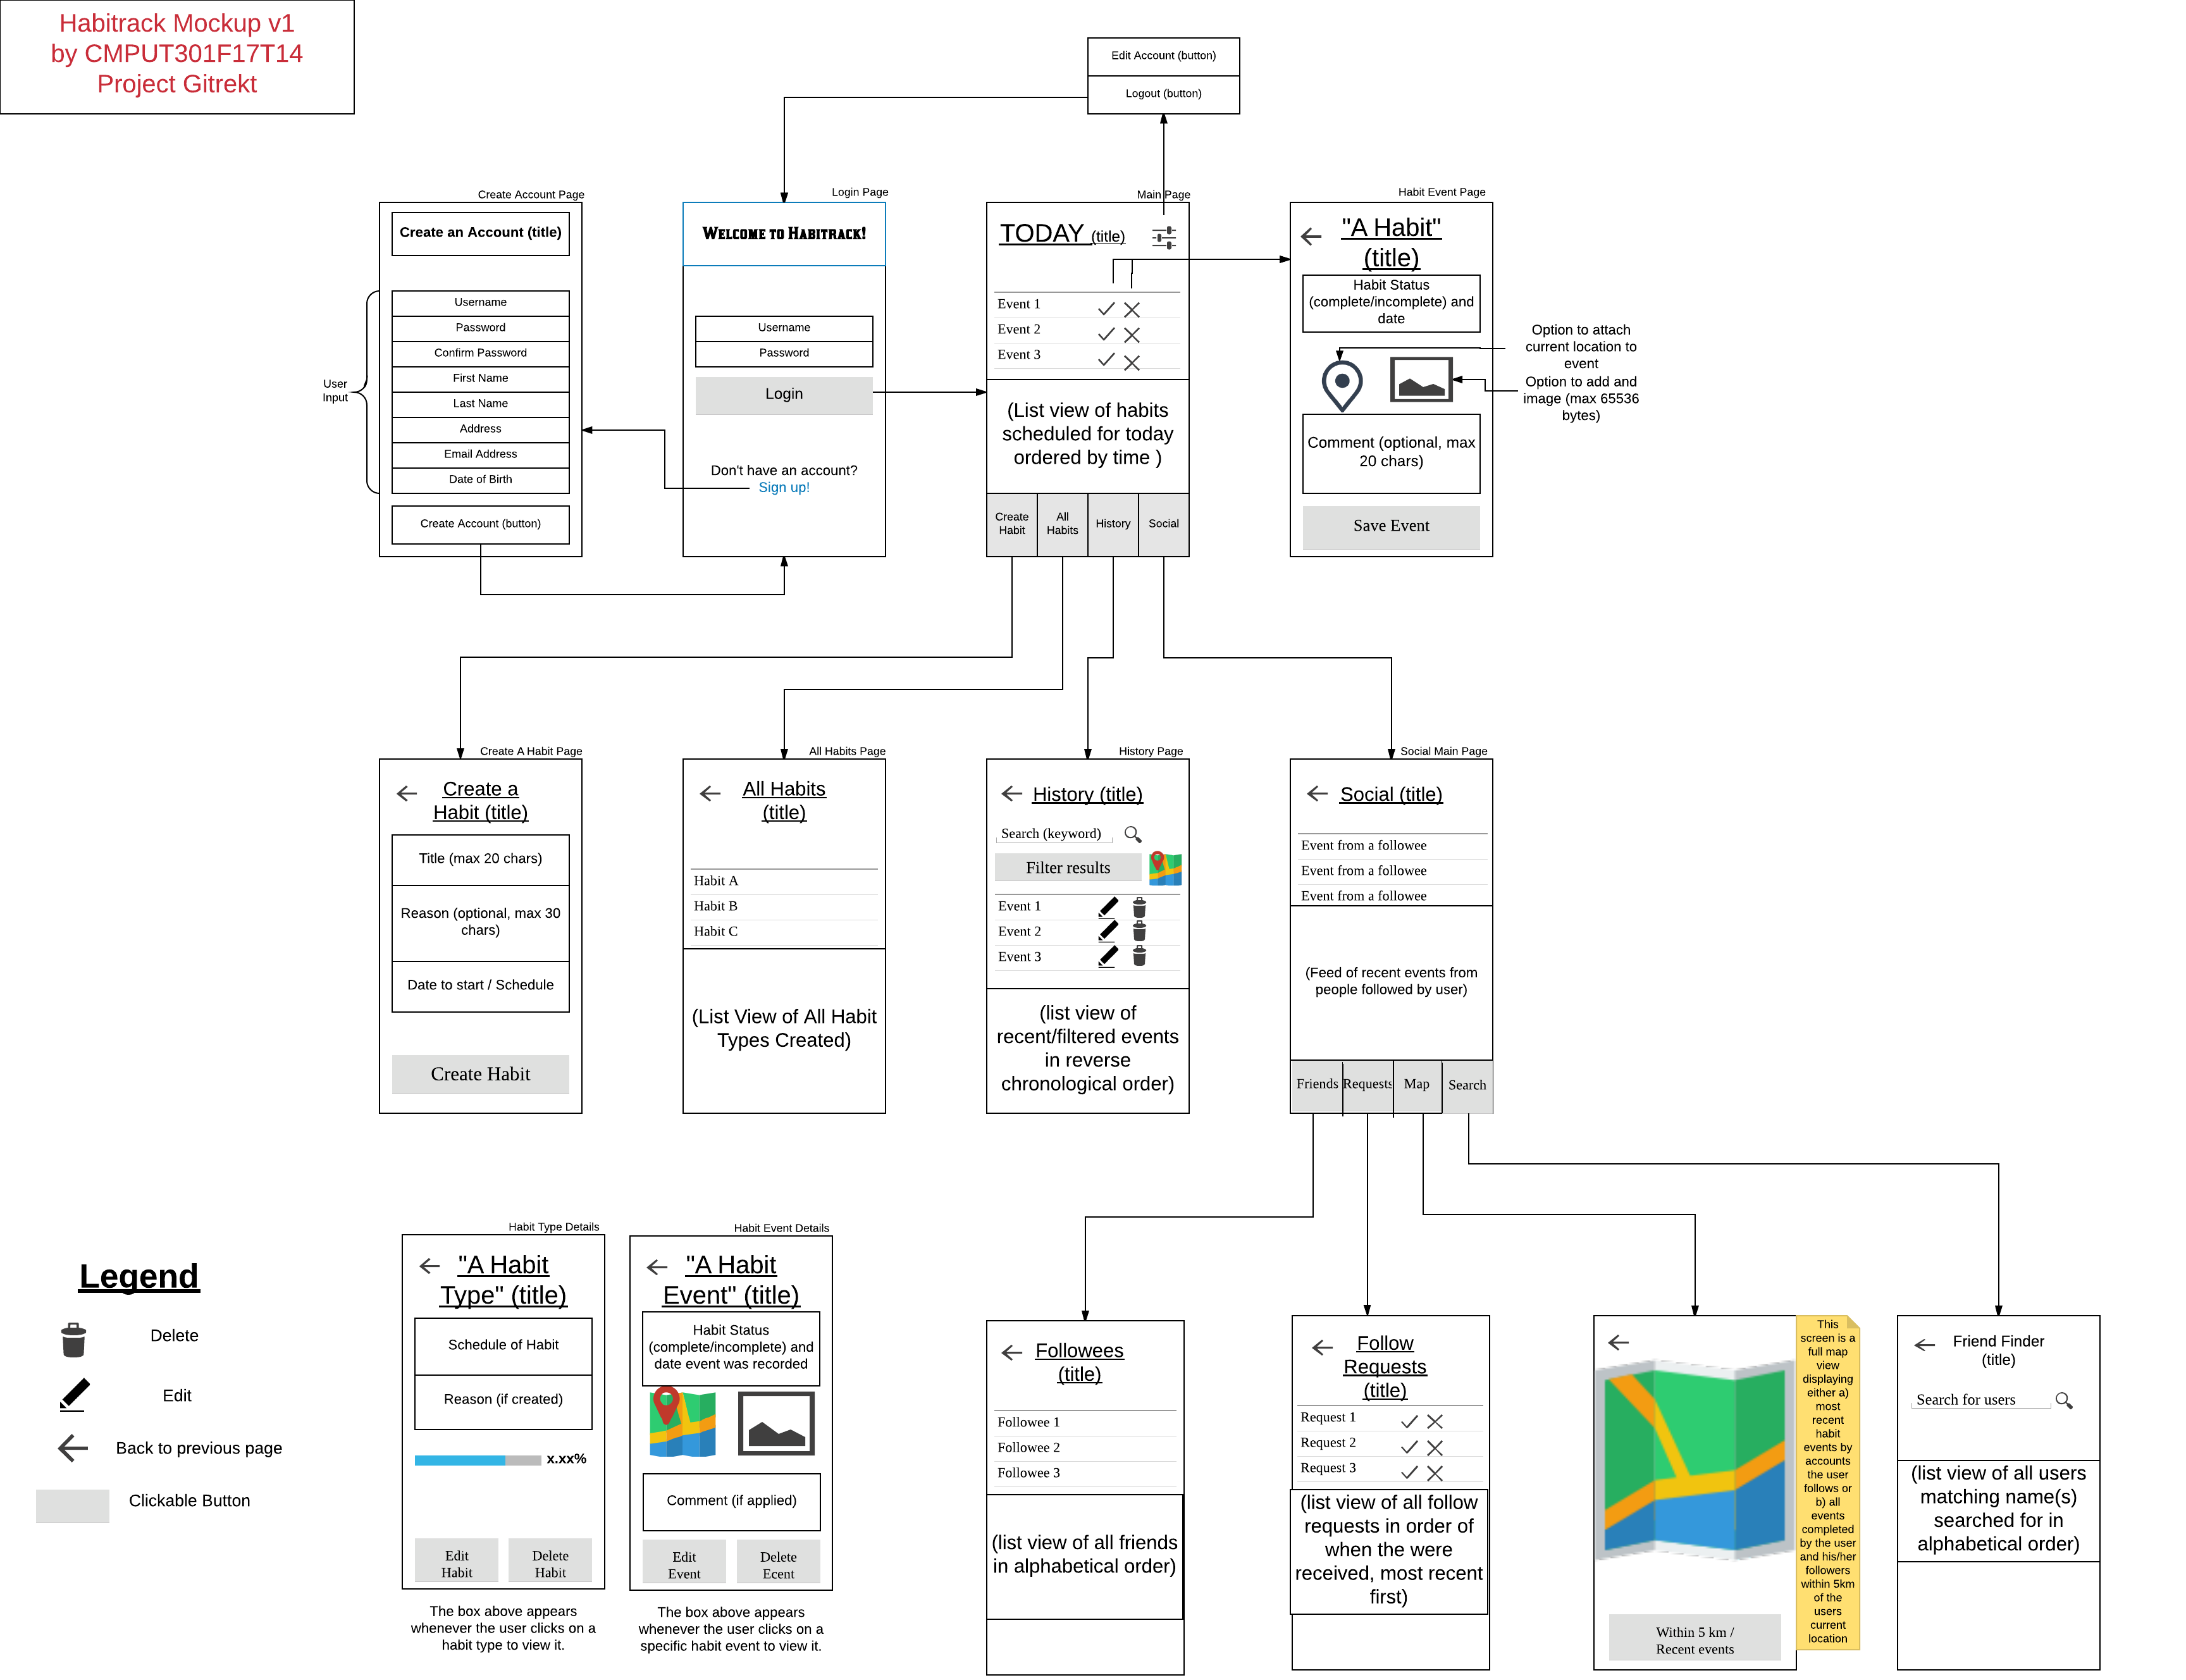 Habitrack Mockup v1
by CMPUT301F17T14
Project Gitrekt
Edit Account (button)
Logout (button)
Create Account Page
Create an Account (title)
User
Input
Username
Password
Confirm Password
First Name
Last Name
Address
Email Address
Date of Birth
Create Account (button)
Login Page
Welcome to Habitrack!
Username
Password
Login
Don't have an account?
Sign up!
Main Page
TODAY (title)
Event 1
Event 2
Event 3
(List view of habits
scheduled for today
ordered by time )
Create
Habit
All
Habits
History
Social
Habit Event Page
"A Habit"
(title)
Habit Status
(complete/incomplete) and
date
Option to attach
current location to
event
Option to add and
image (max 65536
bytes)
Comment (optional, max
20 chars)
Save Event
Create A Habit Page
Create a
Habit (title)
Title (max 20 chars)
Reason (optional, max 30
chars)
Date to start / Schedule
Create Habit
All Habits Page
All Habits
(title)
Habit A
Habit B
Habit C
(List View of All Habit
Types Created)
History Page
History (title)
Search (keyword)
Filter results
Event 1
Event 2
Event 3
(list view of
recent/filtered events
in reverse
chronological order)
Social Main Page
Social (title)
Event from a followee
Event from a followee
Event from a followee
(Feed of recent events from
people followed by user)
Friends
Requests
Map
Search
Legend
Delete
Edit
Back to previous page
Clickable Button
Habit Type Details
"A Habit
Type" (title)
Schedule of Habit
Reason (if created)
x.xx%
Edit
Habit
Delete
Habit
The box above appears
whenever the user clicks on a
habit type to view it.
Habit Event Details
"A Habit
Event" (title)
Habit Status
(complete/incomplete) and
date event was recorded
Comment (if applied)
Edit
Event
Delete
Ecent
The box above appears
whenever the user clicks on a
specific habit event to view it.
Followees
(title)
Followee 1
Followee 2
Followee 3
(list view of all friends
in alphabetical order)
Follow
Requests
(title)
Request 1
Request 2
Request 3
(list view of all follow
requests in order of
when the were
received, most recent
first)
Within 5 km /
Recent events
This
screen is a
full map
view
displaying
either a)
most
recent
habit
events by
accounts
the user
follows or
b) all
events
completed
by the user
and his/her
followers
within 5km
of the
users
current
location
Friend Finder
(title)
Search for users
(list view of all users
matching name(s)
searched for in
alphabetical order)